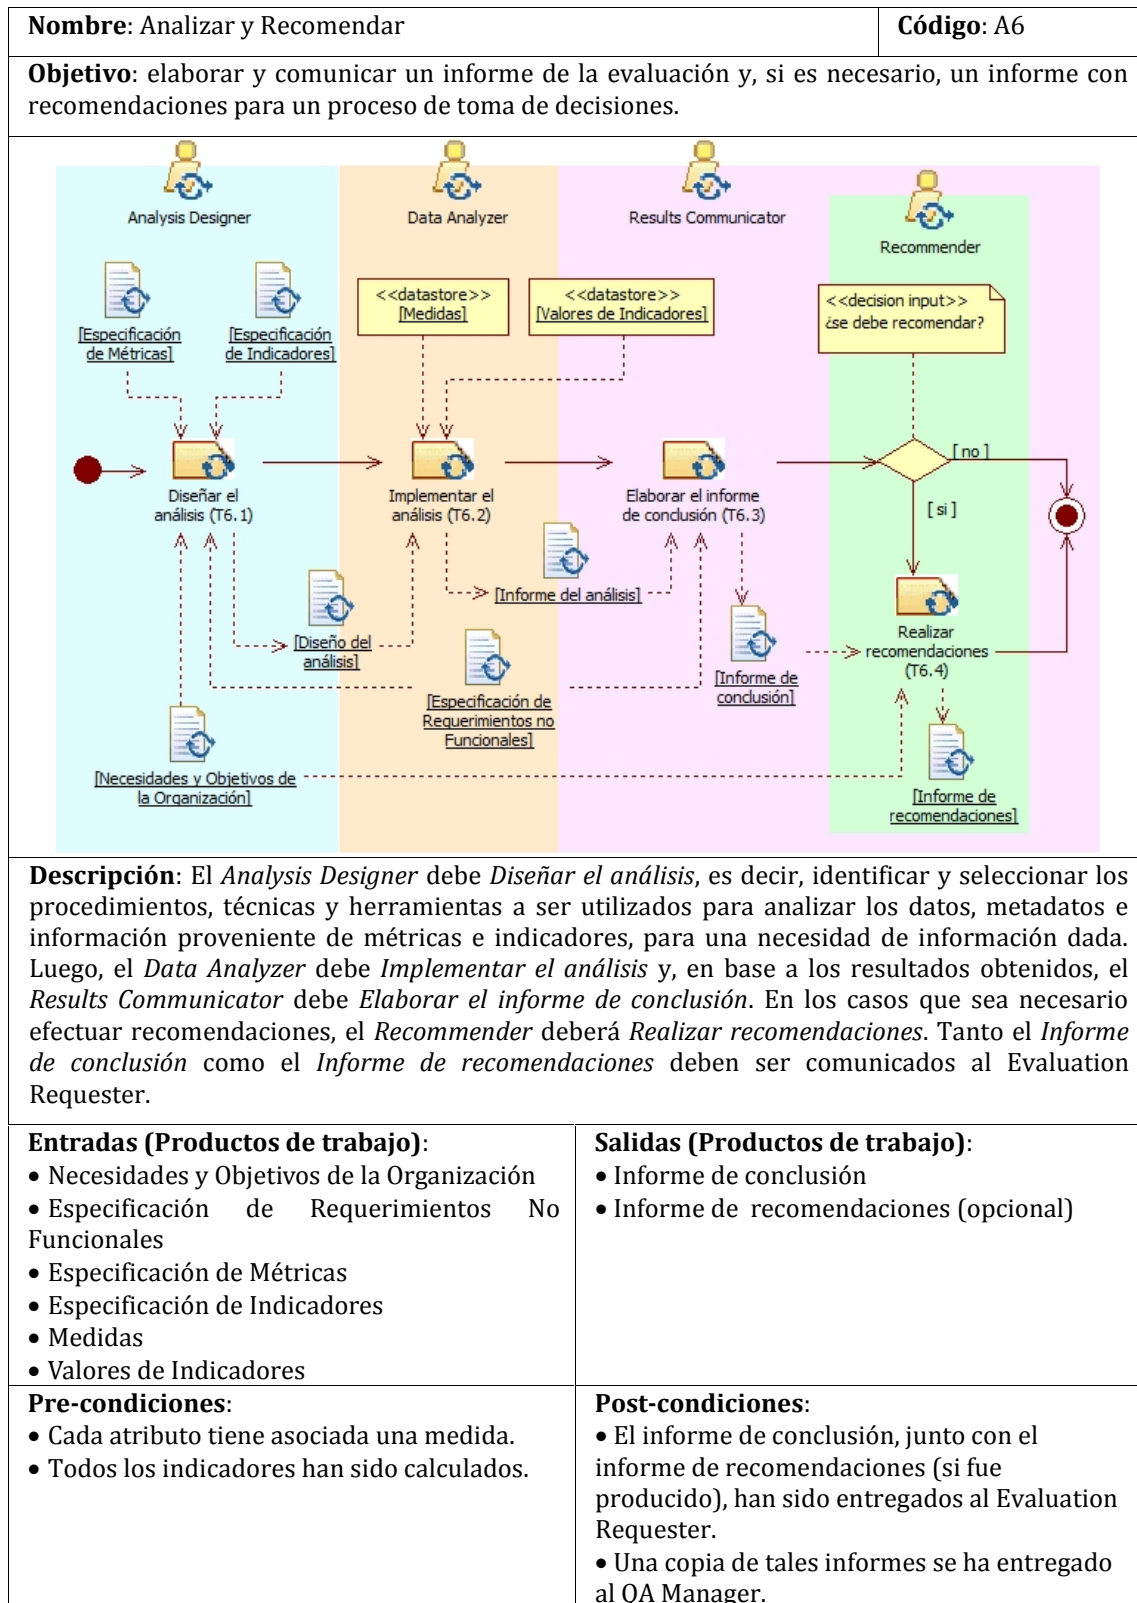 Nombre: Analizar y Recomendar
Código: A6
Objetivo: elaborar y comunicar un informe de la evaluación y, si es necesario, un informe con
recomendaciones para un proceso de toma de decisiones.
Analysis Designer
Data Analyzer
Results Communicator
Recommender
[Especificación
de Métricas]
[Especificación
de Indicadores]
<<datastore>>
[Medidas]
<<datastore>>
[Valores de Indicadores]
<<decision input>>
¿se debe recomendar?
Diseñar el
análisis (T6.1)
Implementar el
análisis (T6.2)
Elaborar el informe
de conclusión (T6.3)
[ no ]
[ si ]
[Informe del análisis]
[Diseño del
análisis]
Realizar
recomendaciones
(T6.4)
[Especificación de
Requerimientos no
Funcionales]
[Informe de
conclusión]
[Necesidades y Objetivos de
la Organización]
[Informe de
recomendaciones]
Descripción: El Analysis Designer debe Diseñar el análisis, es decir, identificar y seleccionar los
procedimientos, técnicas y herramientas a ser utilizados para analizar los datos, metadatos e
información proveniente de métricas e indicadores, para una necesidad de información dada.
Luego, el Data Analyzer debe Implementar el análisis y, en base a los resultados obtenidos, el
Results Communicator debe Elaborar el informe de conclusión. En los casos que sea necesario
efectuar recomendaciones, el Recommender deberá Realizar recomendaciones. Tanto el Informe
de conclusión como el Informe de recomendaciones deben ser comunicados al Evaluation
Requester.
Entradas (Productos de trabajo):
• Necesidades y Objetivos de la Organización
• Especificación de Requerimientos No
Funcionales
• Especificación de Métricas
• Especificación de Indicadores
• Medidas
• Valores de Indicadores
Salidas (Productos de trabajo):
• Informe de conclusión
• Informe de recomendaciones (opcional)
Pre-condiciones:
• Cada atributo tiene asociada una medida.
• Todos los indicadores han sido calculados.
Post-condiciones:
• El informe de conclusión, junto con el
informe de recomendaciones (si fue
producido), han sido entregados al Evaluation
Requester.
• Una copia de tales informes se ha entregado
al QA Manager.